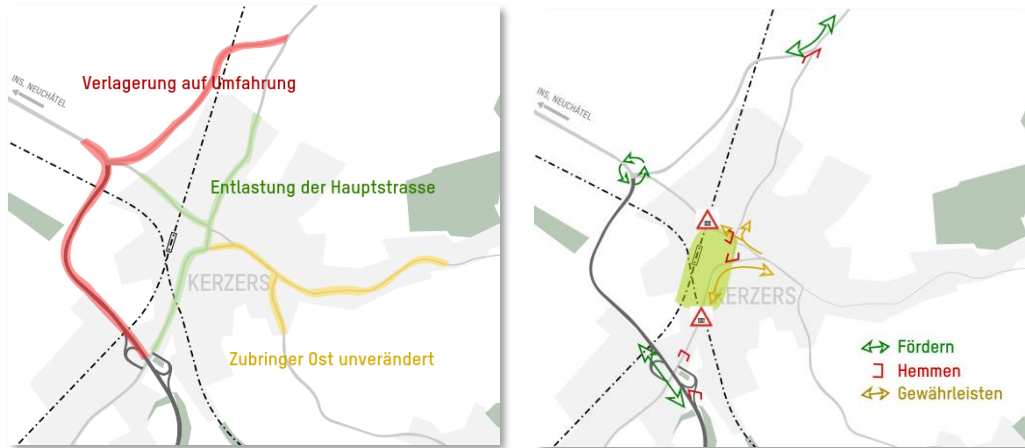 Verlagerung auf Umfahrung
INS, NEUCHÂTEL
Entlastung der Hauptstrasse
KERZERS
Zubringer Ost unverändert
INS, NEUCHÂTEL
KERZERS
Fördern
Hemmen
Gewährleisten